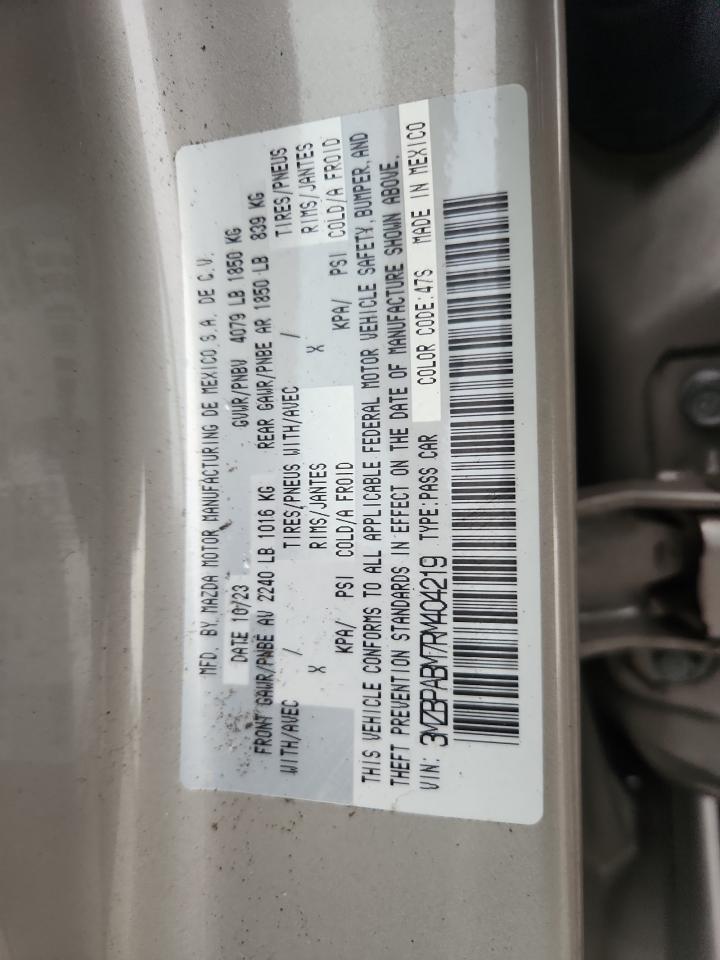 MFD. BY MAZDA MOTOR MANUFACTURING DE MEXICO S.A. DE C.V.
DATE 10/23 GVWR/PNBV 4079 LB 1850 KG
FRONT GAWR/PNBE AV 2240 LB 1016 KG REAR GAWR/PNBE AR 1850 LB 839 KG
WITH/AVEC / TIRES/PNEUS WITH/AVEC / TIRES/PNEUS
X RIMS/JANTES X RIMS/JANTES
KPA/ PSI COLD/A FROID KPA/ PSI COLD/A FROID
THIS VEHICLE CONFORMS TO ALL APPLICABLE FEDERAL MOTOR VEHICLE SAFETY, BUMPER, AND
THEFT PREVENTION STANDARDS IN EFFECT ON THE DATE OF MANUFACTURE SHOWN ABOVE.
VIN: 3MZBPABM7RM404219 TYPE:PASS CAR COLOR CODE:47S MADE IN MEXICO